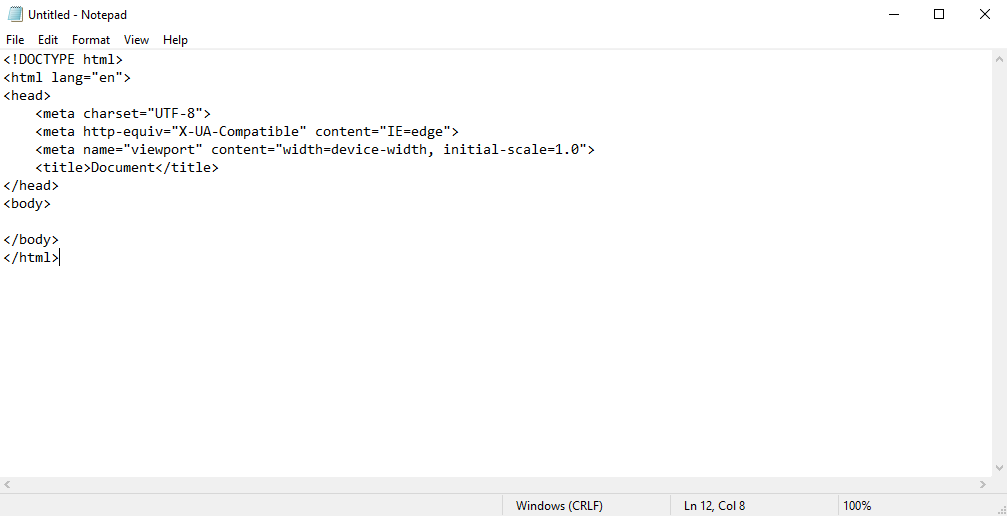 Untitled - Notepad
File Edit Format View Help
<!DOCTYPE html>
<html lang="en">
<head>
    <meta charset="UTF-8">
    <meta http-equiv="X-UA-Compatible" content="IE=edge">
    <meta name="viewport" content="width=device-width, initial-scale=1.0">
    <title>Document</title>
</head>
<body>

</body>
</html>
Windows (CRLF) Ln 12, Col 8 100%